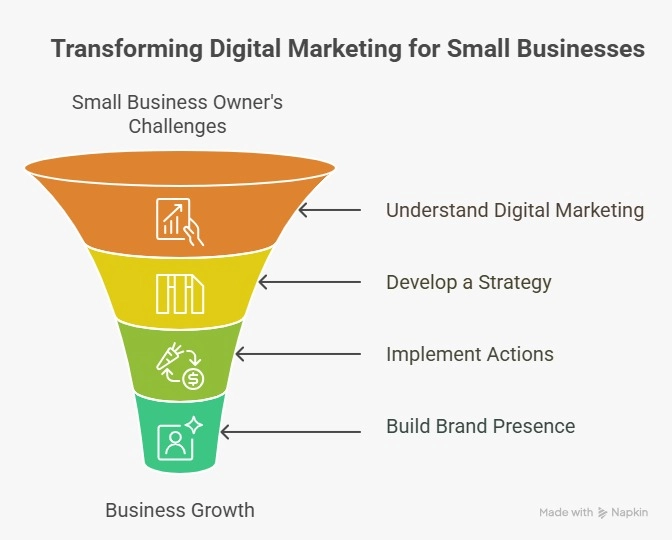 Transforming Digital Marketing for Small Businesses
Small Business Owner's
Challenges
Understand Digital Marketing
Develop a Strategy
Implement Actions
Build Brand Presence
Business Growth
Made with Napkin